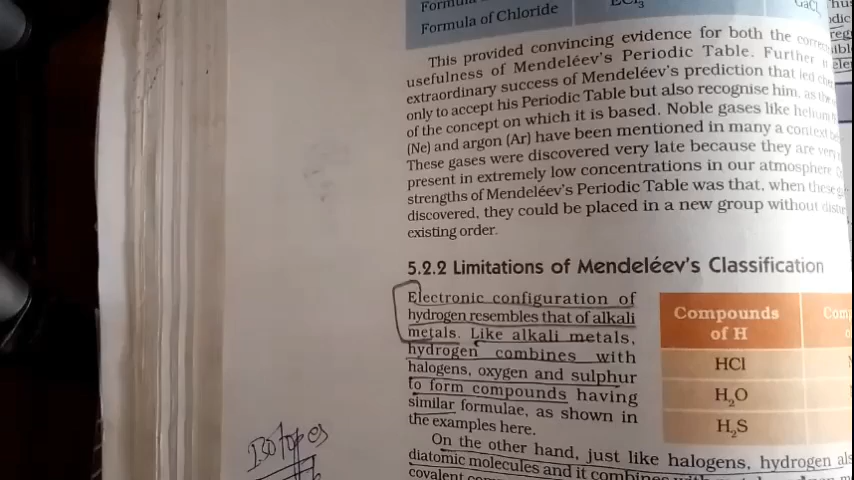 Formula of Chloride
This provided convincing evidence for both the
usefulness of Mendeléev's Periodic Table. Further
extraordinary success of Mendeléev's prediction that led
only to accept his Periodic Table but also recognise him, as the
of the concept on which it is based. Noble gases like helium
(Ne) and argon (Ar) have been mentioned in many a context
These gases were discovered very late because they are very
present in extremely low concentrations in our atmosphere
strengths of Mendeléev's Periodic Table was that, when these
discovered, they could be placed in a new group without
existing order.
5.2.2 Limitations of Mendeléev's Classification
Electronic configuration of
hydrogen resembles that of alkali
metals. Like alkali metals,
hydrogen combines with
halogens, oxygen and sulphur
to form compounds having
similar formulae, as shown in
the examples here.
On the other hand, just like halogens, hydrogen
diatomic molecules and it combines
covalent
Compounds
of H
HCl
H₂O
H₂S
Isotopes